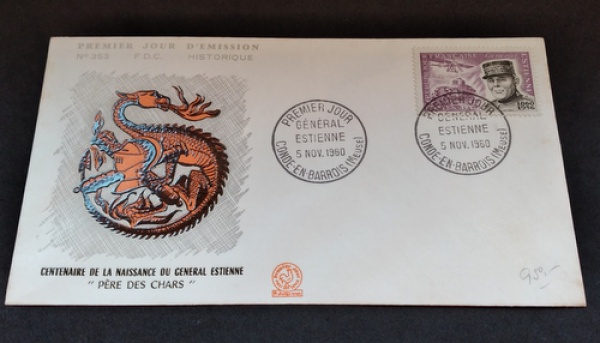 PREMIER JOUR D'EMISSION
N° 353 F.D.C. HISTORIQUE
PREMIER JOUR
GÉNÉRAL
ESTIENNE
5 NOV. 1960
CONDÉ-EN-BARROIS (MEUSE)
PREMIER JOUR
GÉNÉRAL
ESTIENNE
5 NOV. 1960
CONDÉ-EN-BARROIS (MEUSE)
CENTENAIRE DE LA NAISSANCE DU GENERAL ESTIENNE
" PÈRE DES CHARS "